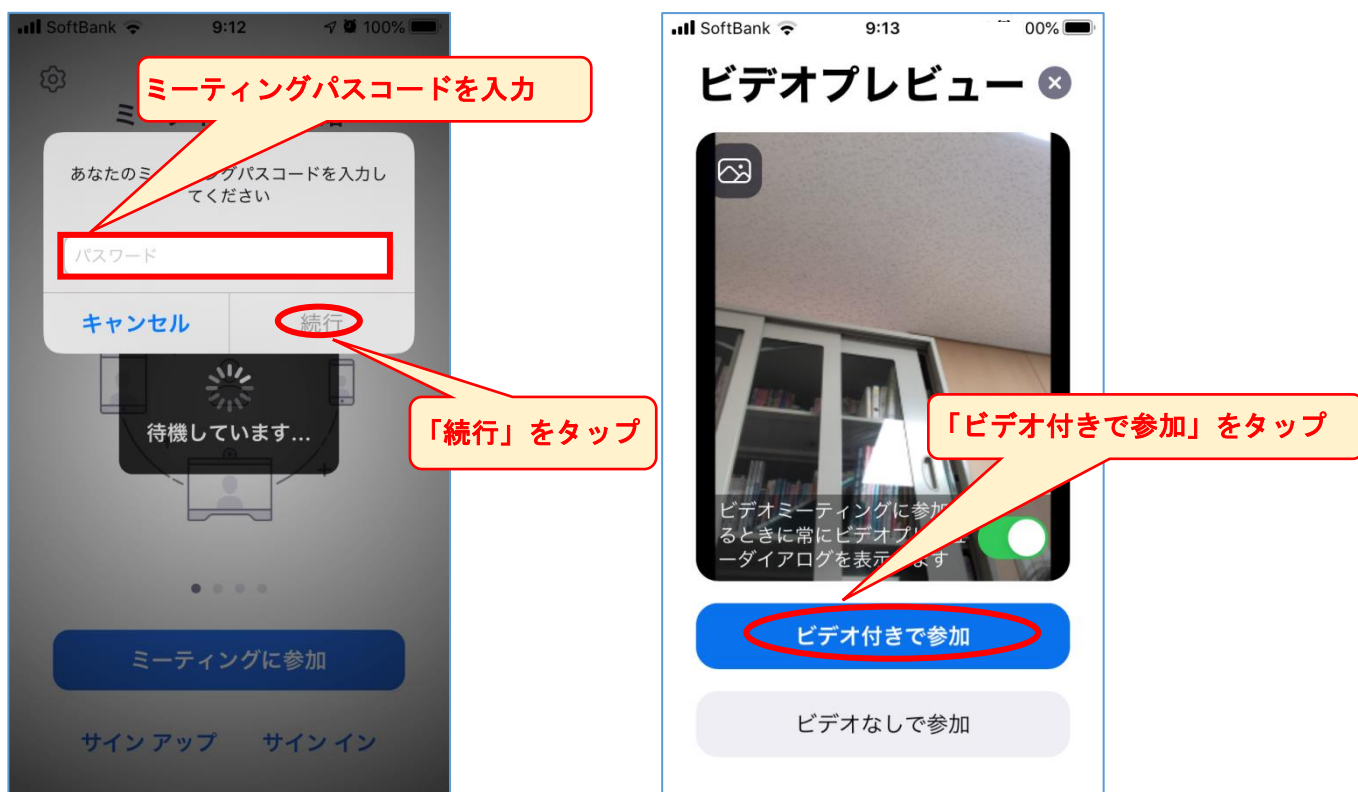 SoftBank 9:12 100%
ミーティングパスコードを入力
あなたのミ
グパスコードを入力し
てください
パスワード
キャンセル 続行
「続行」をタップ
待機しています...
ミーティングに参加
サイン アップ サイン イン
SoftBank 9:13 00%
ビデオプレビュー
「ビデオ付きで参加」をタップ
ビデオミーティングに参加
るときに常にビデオプレ
ーダイアログを表示
ます
ビデオ付きで参加
ビデオなしで参加